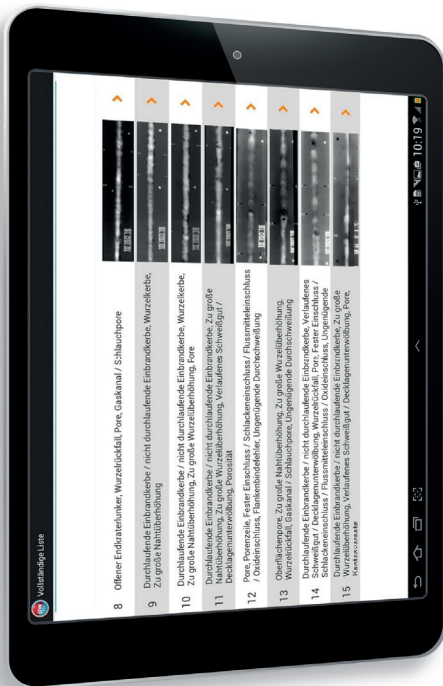 Vollständige Liste
8 Offener Endkraterlunker, Wurzelrückfall, Pore, Gaskanal / Schlauchpore
9 Durchlaufende Einbrandkerbe / nicht durchlaufende Einbrandkerbe, Wurzelkerbe,
Zu große Nahtüberhöhung
10 Durchlaufende Einbrandkerbe / nicht durchlaufende Einbrandkerbe, Wurzelkerbe,
Zu große Nahtüberhöhung, Zu große Wurzelüberhöhung, Pore
11 Durchlaufende Einbrandkerbe / nicht durchlaufende Einbrandkerbe, Zu große
Nahtüberhöhung, Zu große Wurzelüberhöhung, Verlaufenes Schweißgut /
Decklagenunterwölbung, Porosität
12 Pore, Porenzeile, Fester Einschluss / Schlackeneinschluss / Flussmitteleinschluss
/ Oxideinschluss, Flankenbindefehler, Ungenügende Durchschweißung
13 Oberflächenpore, Zu große Nahtüberhöhung, Zu große Wurzelüberhöhung,
Wurzelrückfall, Gaskanal / Schlauchpore, Ungenügende Durchschweißung
14 Durchlaufende Einbrandkerbe / nicht durchlaufende Einbrandkerbe, Verlaufenes
Schweißgut / Decklagenunterwölbung, Wurzelrückfall, Pore, Fester Einschluss /
Schlackeneinschluss / Flussmitteleinschluss / Oxideinschluss, Ungenügende
15 Durchlaufende Einbrandkerbe / nicht durchlaufende Einbrandkerbe, Zu große
Wurzelüberhöhung, Verlaufenes Schweißgut / Decklagenunterwölbung, Pore,
10:19